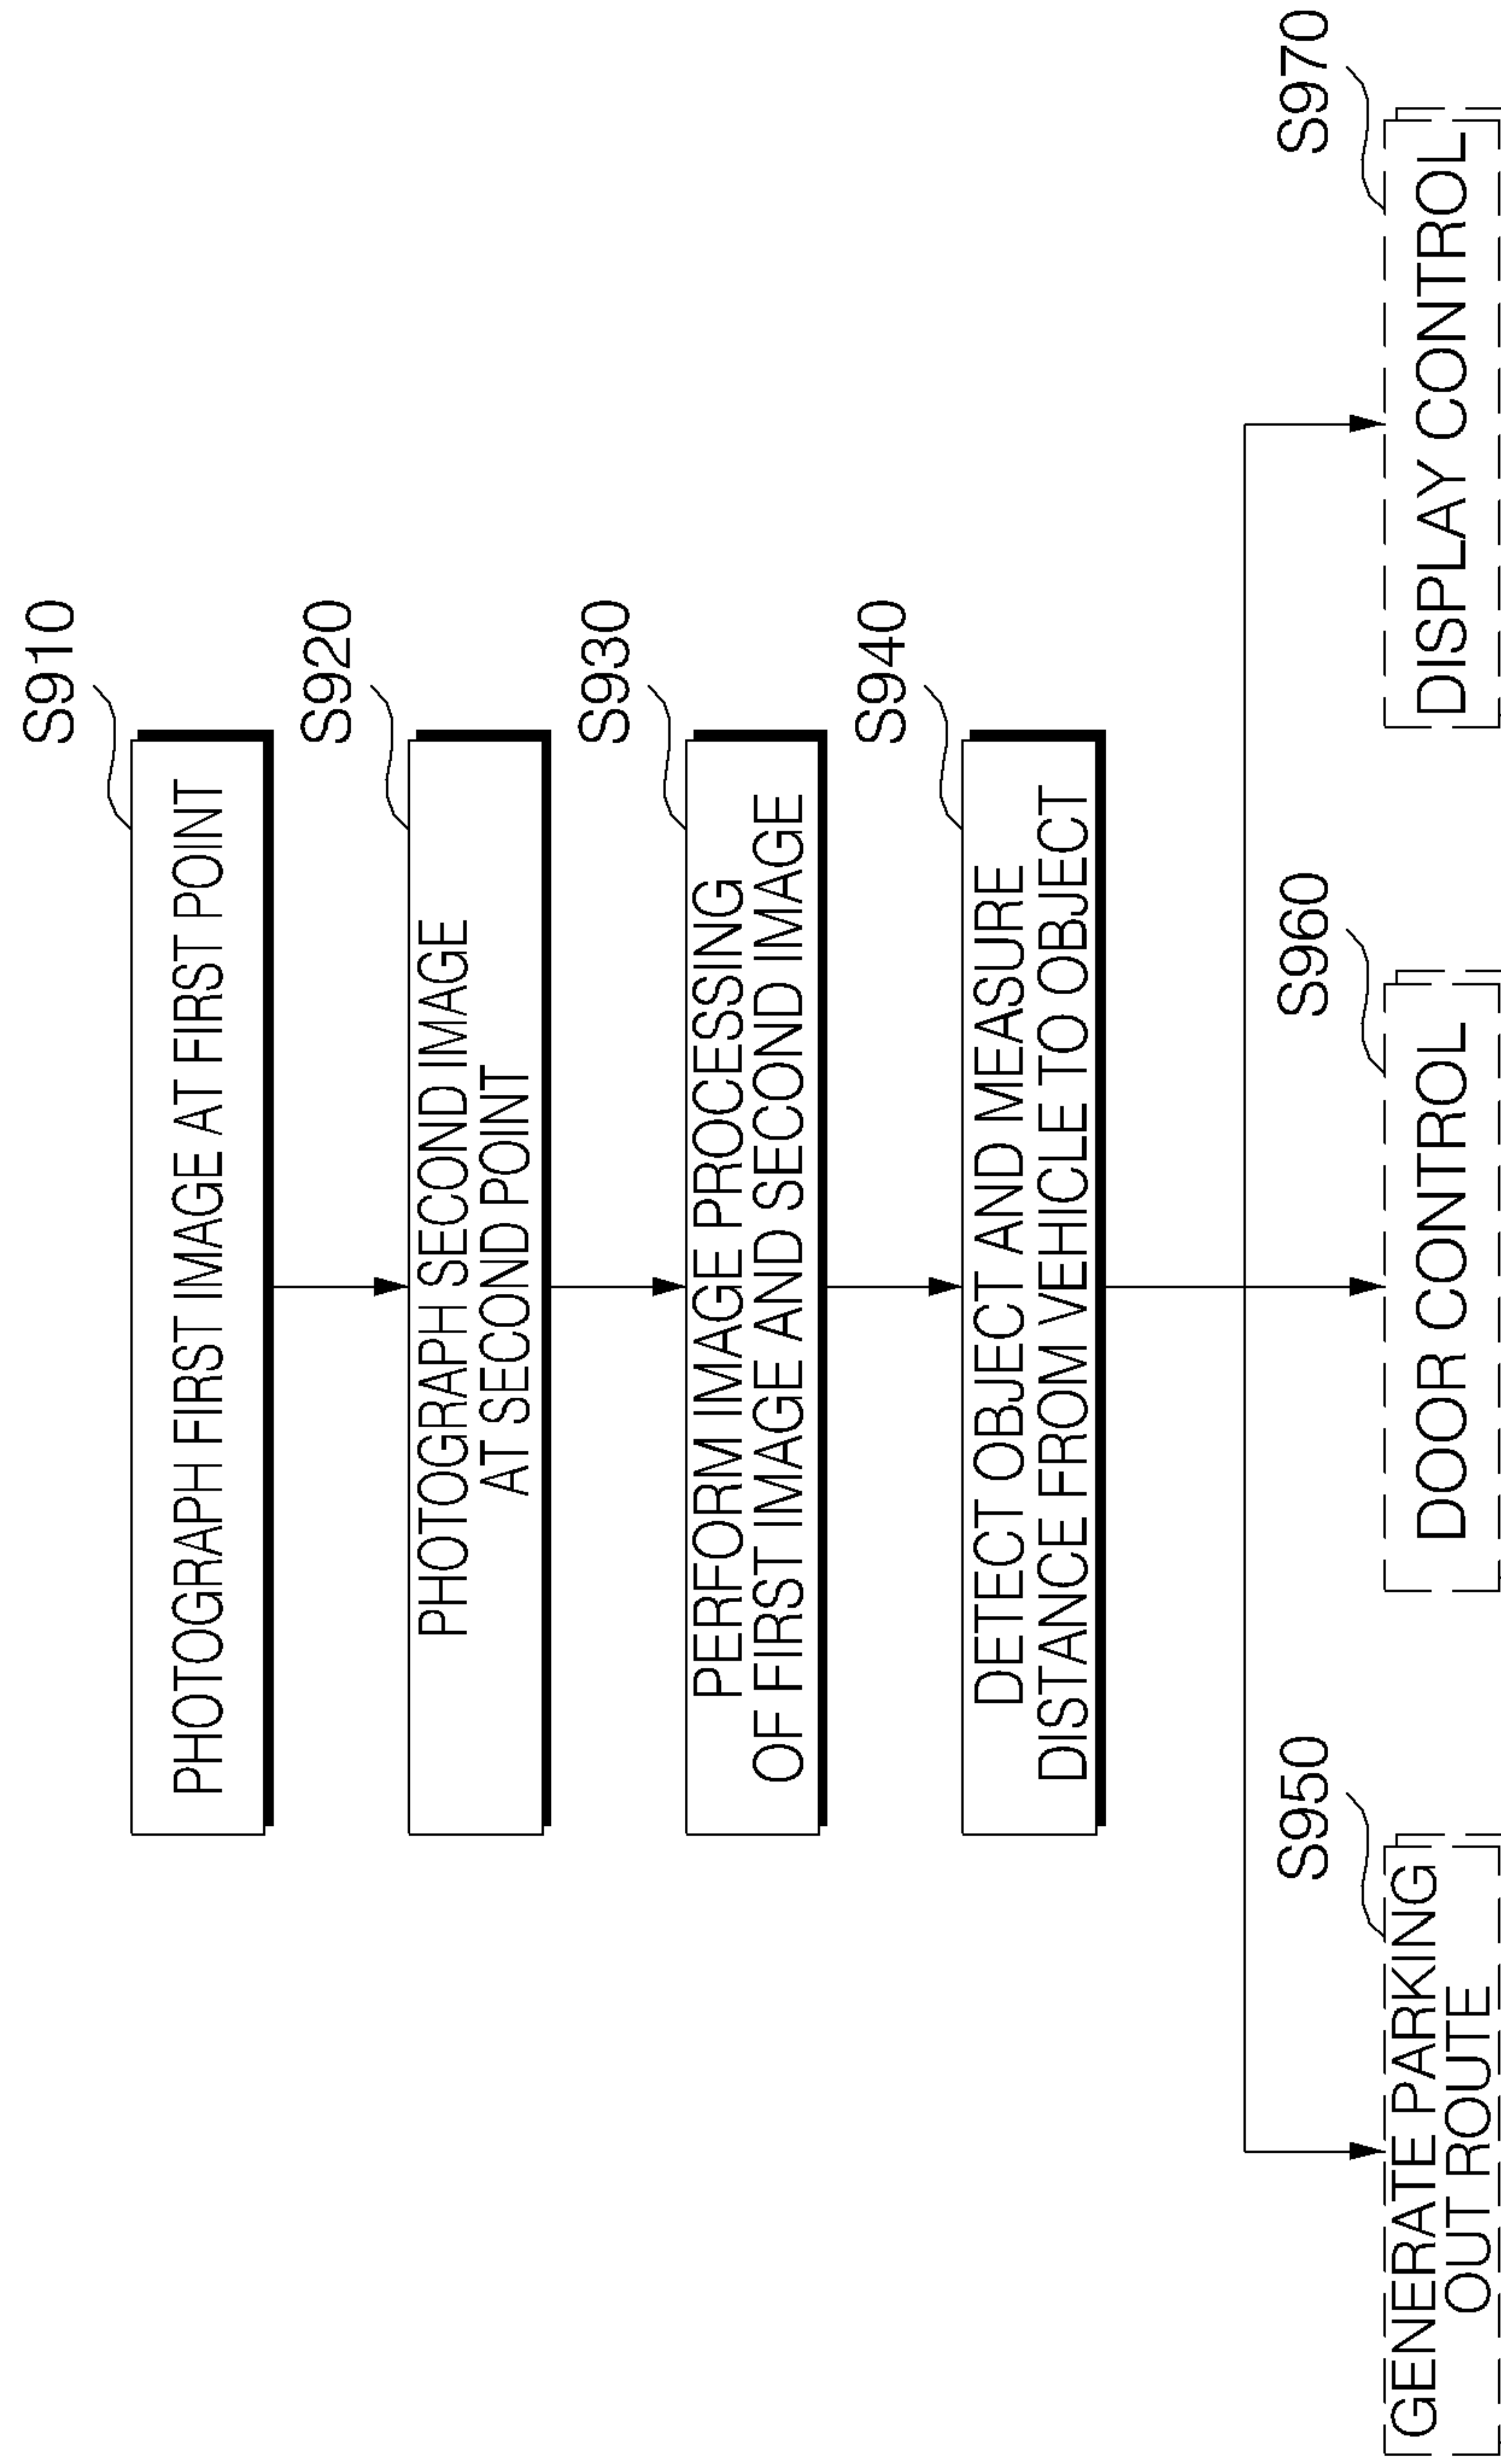 S910
PHOTOGRAPH FIRST IMAGE AT FIRST POINT
S920
PHOTOGRAPH SECOND IMAGE
AT SECOND POINT
S930
PERFORM IMAGE PROCESSING
OF FIRST IMAGE AND SECOND IMAGE
S940
DETECT OBJECT AND MEASURE
DISTANCE FROM VEHICLE TO OBJECT
S950
GENERATE PARKING
OUT ROUTE
S960
DOOR CONTROL
S970
DISPLAY CONTROL